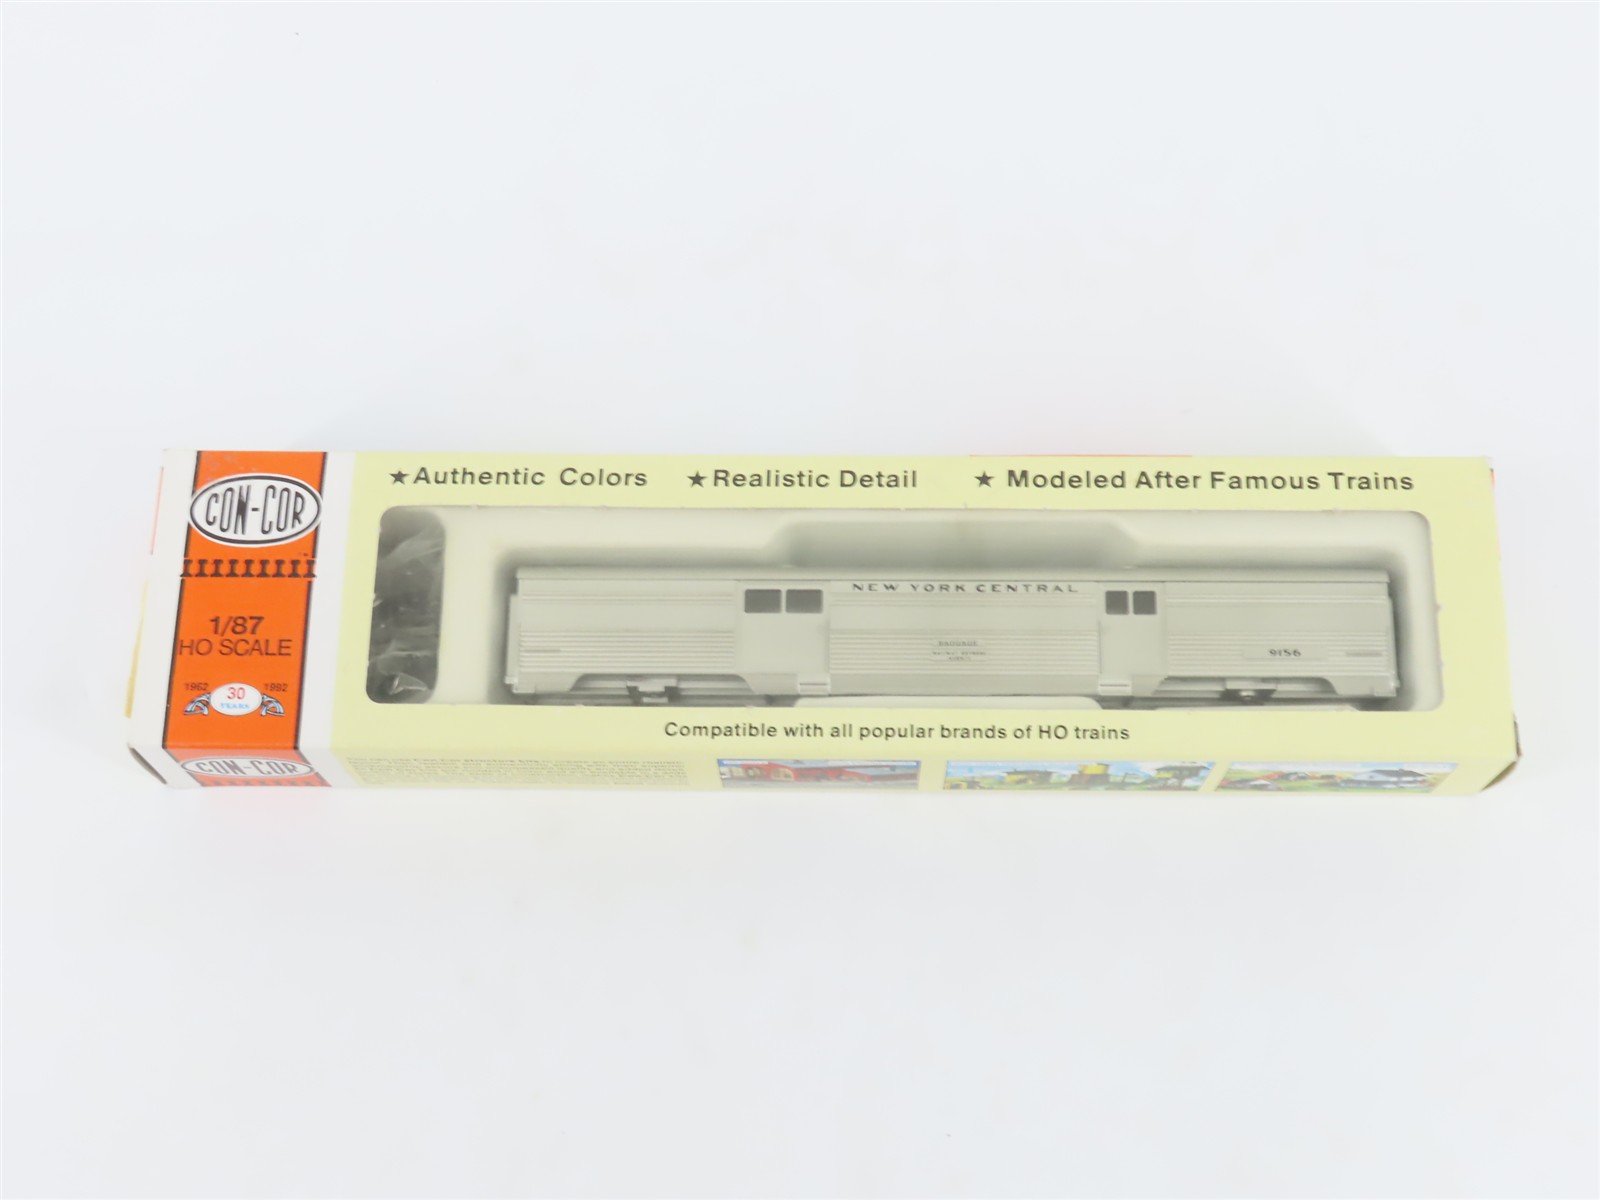 ★Authentic Colors ★Realistic Detail ★ Modeled After Famous Trains
CON-COR
1/87
HO SCALE
1962 30 1992
YEARS
NEW YORK CENTRAL
BAGGAGE
9156
Compatible with all popular brands of HO trains
CON-COR